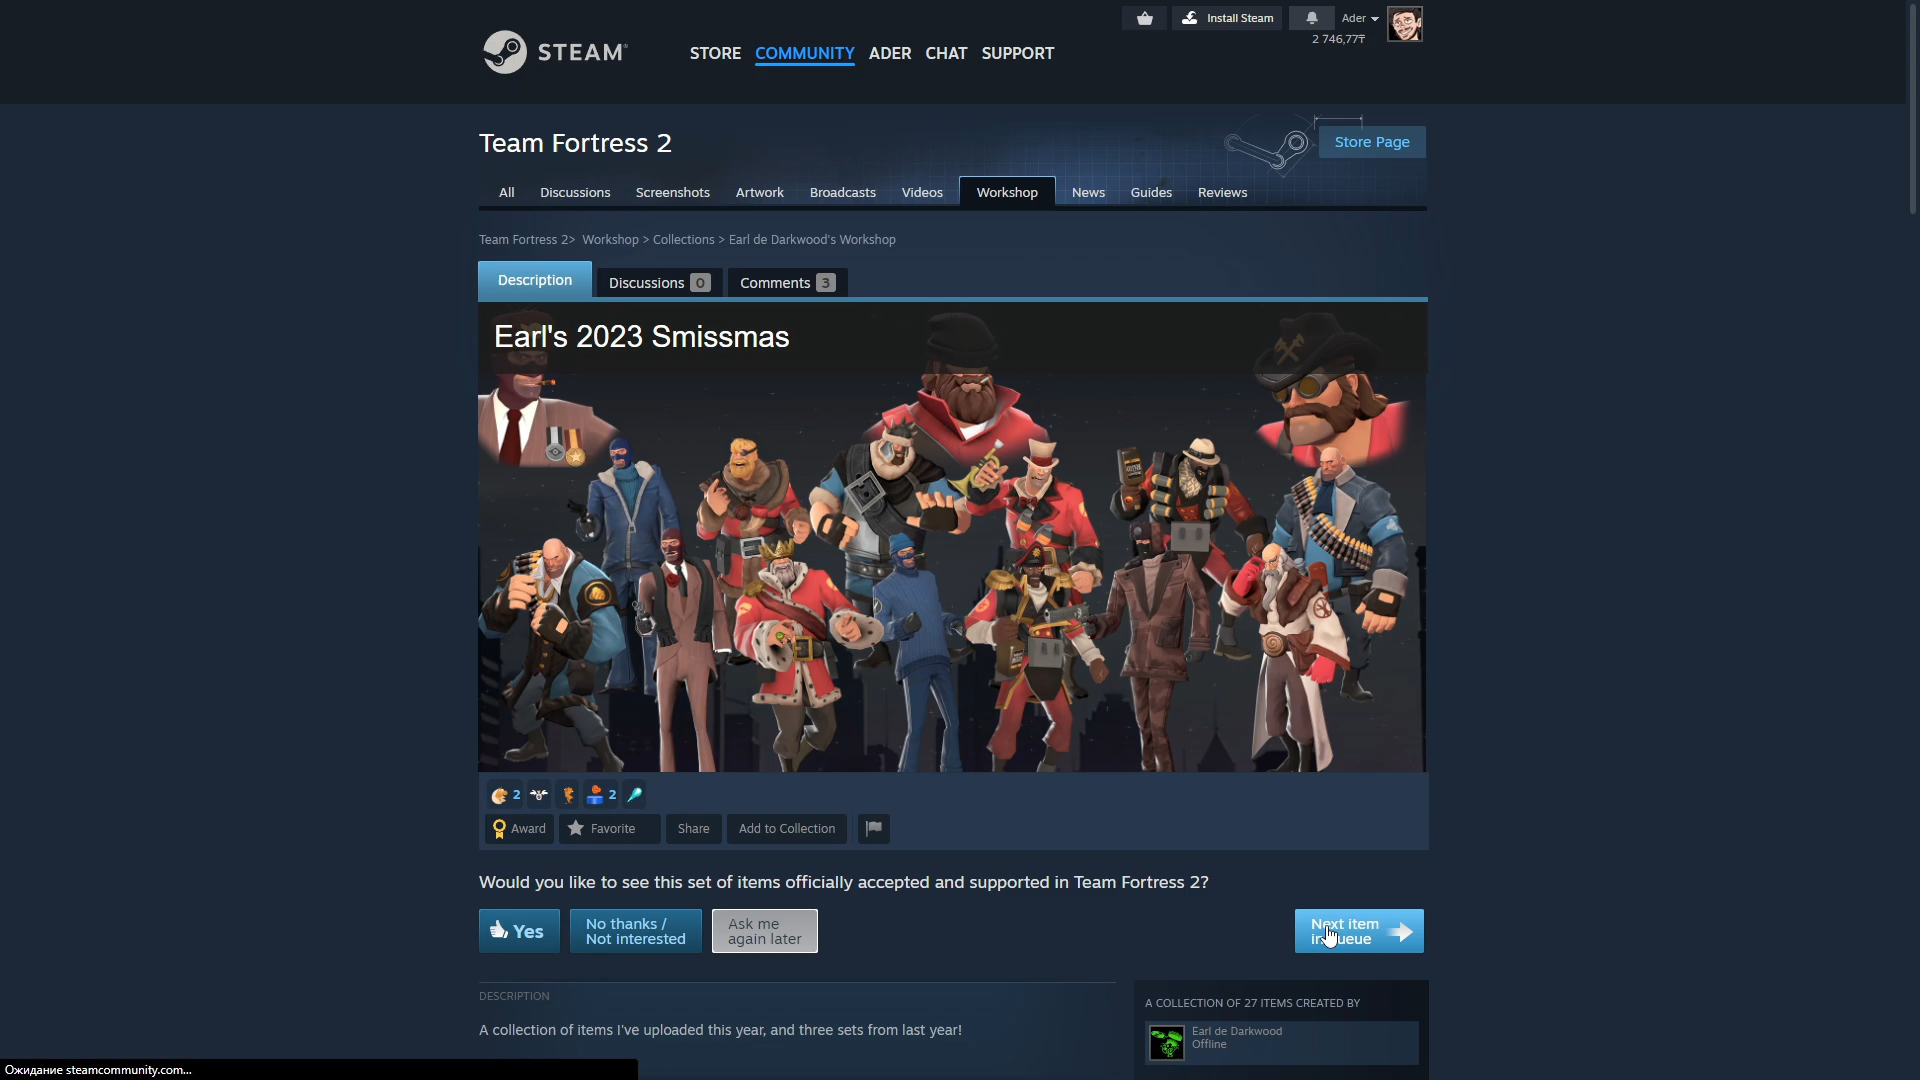 Install Steam
Ader
2 746,77₸
STEAM
STORE COMMUNITY ADER CHAT SUPPORT
Team Fortress 2
Store Page
All Discussions Screenshots Artwork Broadcasts Videos Workshop News Guides Reviews
Team Fortress 2> Workshop > Collections > Earl de Darkwood's Workshop
Description Discussions 0 Comments 3
Earl's 2023 Smissmas
2 2
Award Favorite Share Add to Collection
Would you like to see this set of items officially accepted and supported in Team Fortress 2?
Yes
No thanks /
Not interested
Ask me
again later
Next item
DESCRIPTION
A collection of items I've uploaded this year, and three sets from last year!
A COLLECTION OF 27 ITEMS CREATED BY
Earl de Darkwood
Offline
Ожидание steamcommunity.com...